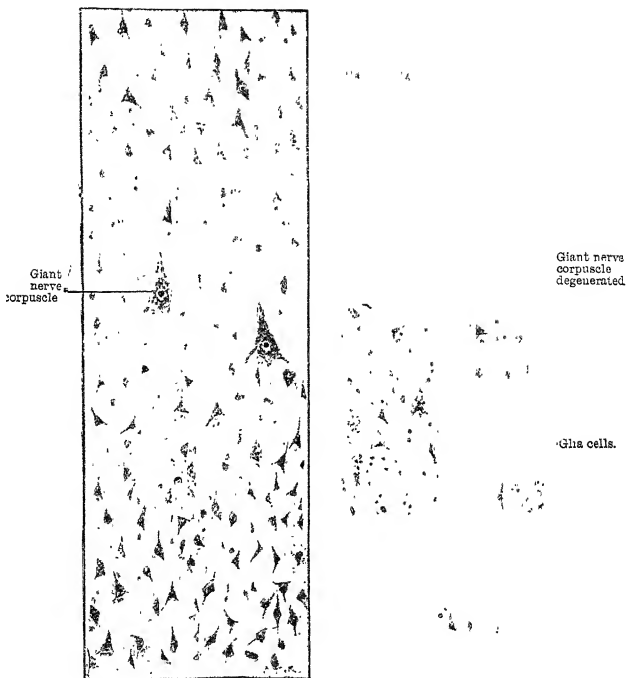 Giant
nerve
corpuscle
Giant nerve
corpuscle
degenerated
Glia cells.